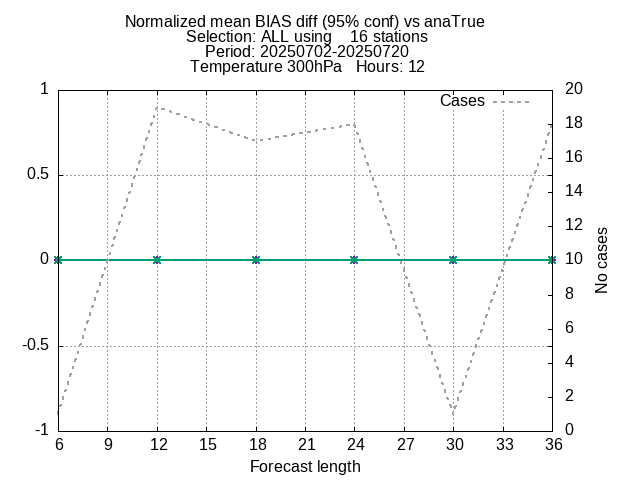 Normalized mean BIAS diff (95% conf) vs anaTrue
Selection: ALL using    16 stations
Period: 20250702-20250720
Temperature 300hPa   Hours: 12
Cases
1
0.5
0
-0.5
-1
20
18
16
14
12
10
8
6
4
2
0
No cases
6 9 12 15 18 21 24 27 30 33 36
Forecast length